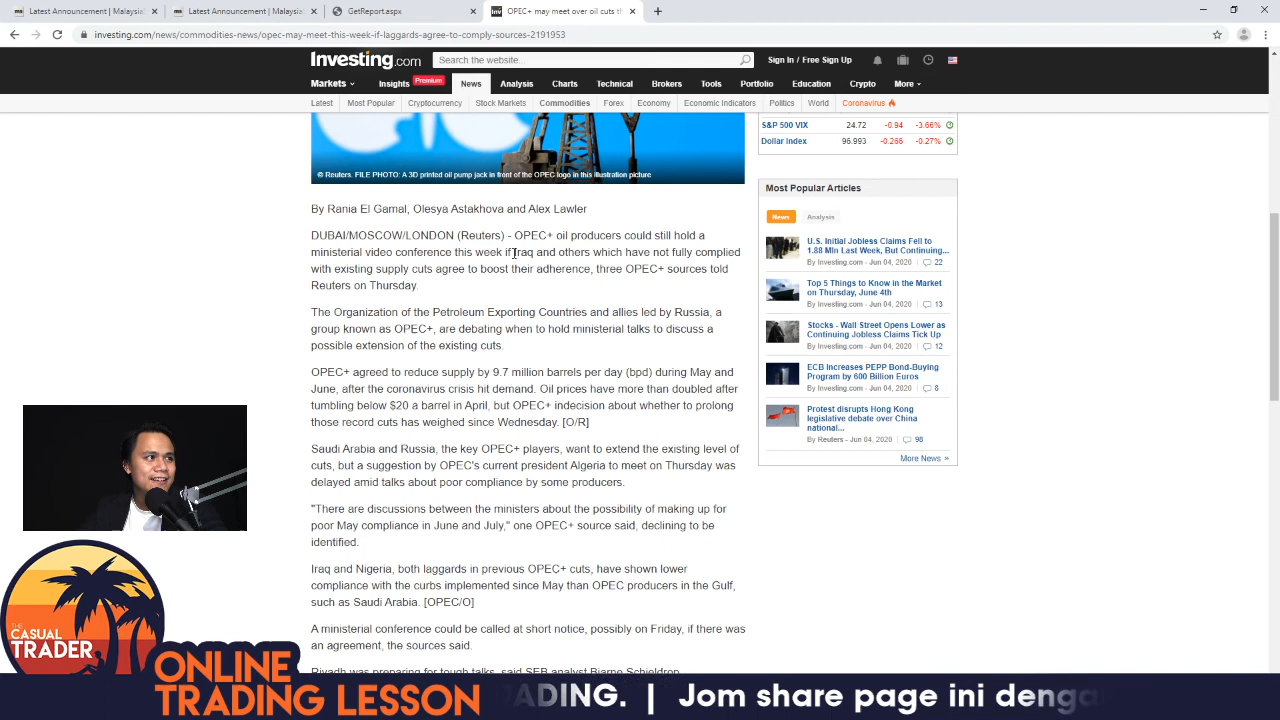 Latest Announcement | Malaysia
Latest Announcement | Malaysia
GetReport.aspx
OPEC+ may meet over oil cuts th
investing.com/news/commodities-news/opec-may-meet-this-week-if-laggards-agree-to-comply-sources-2191953
Investing.com
Search the website...
Sign In / Free Sign Up
Markets
Insights
Premium
News
Analysis
Charts
Technical
Brokers
Tools
Portfolio
Education
Crypto
More
Latest
Most Popular
Cryptocurrency
Stock Markets
Commodities
Forex
Economy
Economic Indicators
Politics
World
Coronavirus
© Reuters. FILE PHOTO: A 3D printed oil pump jack in front of the OPEC logo in this illustration picture
By Rania El Gamal, Olesya Astakhova and Alex Lawler
DUBAI/MOSCOW/LONDON (Reuters) - OPEC+ oil producers could still hold a
ministerial video conference this week if Iraq and others which have not fully complied
with existing supply cuts agree to boost their adherence, three OPEC+ sources told
Reuters on Thursday.
The Organization of the Petroleum Exporting Countries and allies led by Russia, a
group known as OPEC+, are debating when to hold ministerial talks to discuss a
possible extension of the existing cuts.
OPEC+ agreed to reduce supply by 9.7 million barrels per day (bpd) during May and
June, after the coronavirus crisis hit demand. Oil prices have more than doubled after
tumbling below $20 a barrel in April, but OPEC+ indecision about whether to prolong
those record cuts has weighed since Wednesday. [O/R]
Saudi Arabia and Russia, the key OPEC+ players, want to extend the existing level of
cuts, but a suggestion by OPEC's current president Algeria to meet on Thursday was
delayed amid talks about poor compliance by some producers.
"There are discussions between the ministers about the possibility of making up for
poor May compliance in June and July," one OPEC+ source said, declining to be
identified.
Iraq and Nigeria, both laggards in previous OPEC+ cuts, have shown lower
compliance with the curbs implemented since May than OPEC producers in the Gulf,
such as Saudi Arabia. [OPEC/O]
A ministerial conference could be called at short notice, possibly on Friday, if there was
an agreement, the sources said.
Riyadh was preparing for tough talks, said SEB analyst Bjarne Schieldrop.
S&P 500 VIX 24.72 -0.94 -3.66%
Dollar Index 96.993 -0.266 -0.27%
Most Popular Articles
News
Analysis
U.S. Initial Jobless Claims Fell to
1.88 Mln Last Week, But Continuing...
By Investing.com - Jun 04, 2020 22
Top 5 Things to Know in the Market
on Thursday, June 4th
By Investing.com - Jun 04, 2020 13
Stocks - Wall Street Opens Lower as
Continuing Jobless Claims Tick Up
By Investing.com - Jun 04, 2020 12
ECB Increases PEPP Bond-Buying
Program by 600 Billion Euros
By Investing.com - Jun 04, 2020 8
Protest disrupts Hong Kong
legislative debate over China
national...
By Reuters - Jun 04, 2020 98
More News »
THE
CASUAL
TRADER
ONLINE
TRADING LESSON
ADING. | Jom share page ini denga